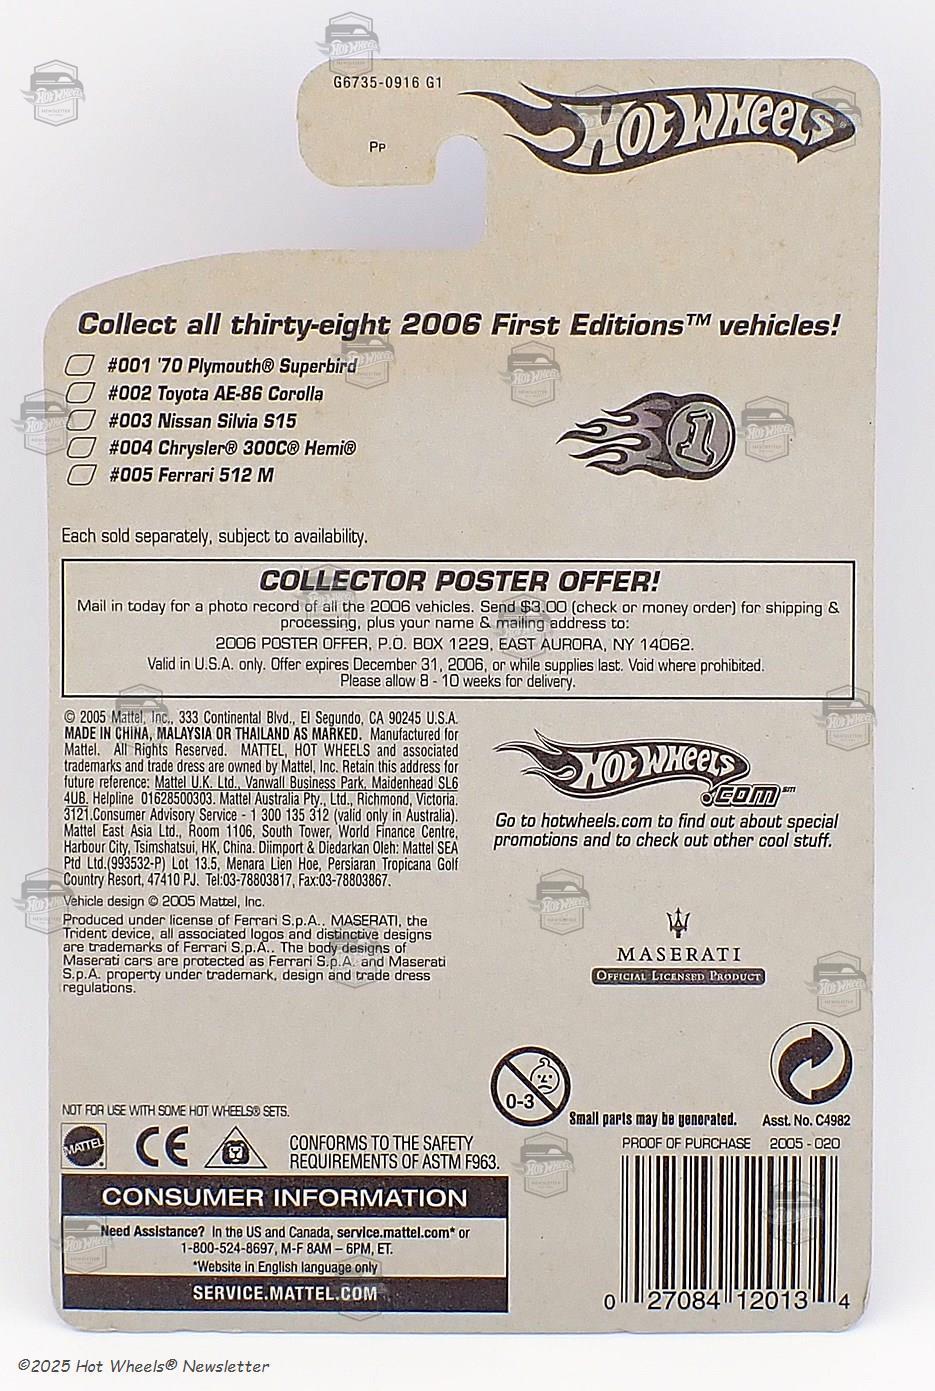 G6735-0916 G1
Pp
HOT WHEELS
Collect all thirty-eight 2006 First Editions™ vehicles!
#001 '70 Plymouth® Superbird
#002 Toyota AE-86 Corolla
#003 Nissan Silvia S15
#004 Chrysler® 300C® Hemi®
#005 Ferrari 512 M
1
Each sold separately, subject to availability.
COLLECTOR POSTER OFFER!
Mail in today for a photo record of all the 2006 vehicles. Send $3.00 (check or money order) for shipping &
processing, plus your name & mailing address to:
2006 POSTER OFFER, P.O. BOX 1229, EAST AURORA, NY 14062.
Valid in U.S.A. only. Offer expires December 31, 2006, or while supplies last. Void where prohibited.
Please allow 8 - 10 weeks for delivery.
© 2005 Mattel, Inc., 333 Continental Blvd., El Segundo, CA 90245 U.S.A.
MADE IN CHINA, MALAYSIA OR THAILAND AS MARKED. Manufactured for
Mattel. All Rights Reserved. MATTEL, HOT WHEELS and associated
trademarks and trade dress are owned by Mattel, Inc. Retain this address for
future reference: Mattel U.K. Ltd., Vanwall Business Park, Maidenhead SL6
4UB. Helpline 01628500303. Mattel Australia Pty., Ltd., Richmond, Victoria.
3121.Consumer Advisory Service - 1 300 135 312 (valid only in Australia).
Mattel East Asia Ltd., Room 1106, South Tower, World Finance Centre,
Harbour City, Tsimshatsui, HK, China. Diimport & Diedarkan Oleh: Mattel SEA
Ptd Ltd.(993532-P) Lot 13.5, Menara Lien Hoe, Persiaran Tropicana Golf
Country Resort, 47410 PJ. Tel:03-78803817, Fax:03-78803867.
Vehicle design © 2005 Mattel, Inc.
Produced under license of Ferrari S.p.A.. MASERATI, the
Trident device, all associated logos and distinctive designs
are trademarks of Ferrari S.p.A.. The body designs of
Maserati cars are protected as Ferrari S.p.A. and Maserati
S.p.A. property under trademark, design and trade dress
regulations.
HOT WHEELS
.COM℠
Go to hotwheels.com to find out about special
promotions and to check out other cool stuff.
MASERATI
OFFICIAL LICENSED PRODUCT
0-3
Small parts may be generated.
Asst. No. C4982
NOT FOR USE WITH SOME HOT WHEELS® SETS.
MATTEL
CE
CONFORMS TO THE SAFETY
REQUIREMENTS OF ASTM F963.
PROOF OF PURCHASE 2005 - 020
CONSUMER INFORMATION
Need Assistance? In the US and Canada, service.mattel.com* or
1-800-524-8697, M-F 8AM – 6PM, ET.
*Website in English language only
SERVICE.MATTEL.COM
0 27084 12013 4
©2025 Hot Wheels® Newsletter